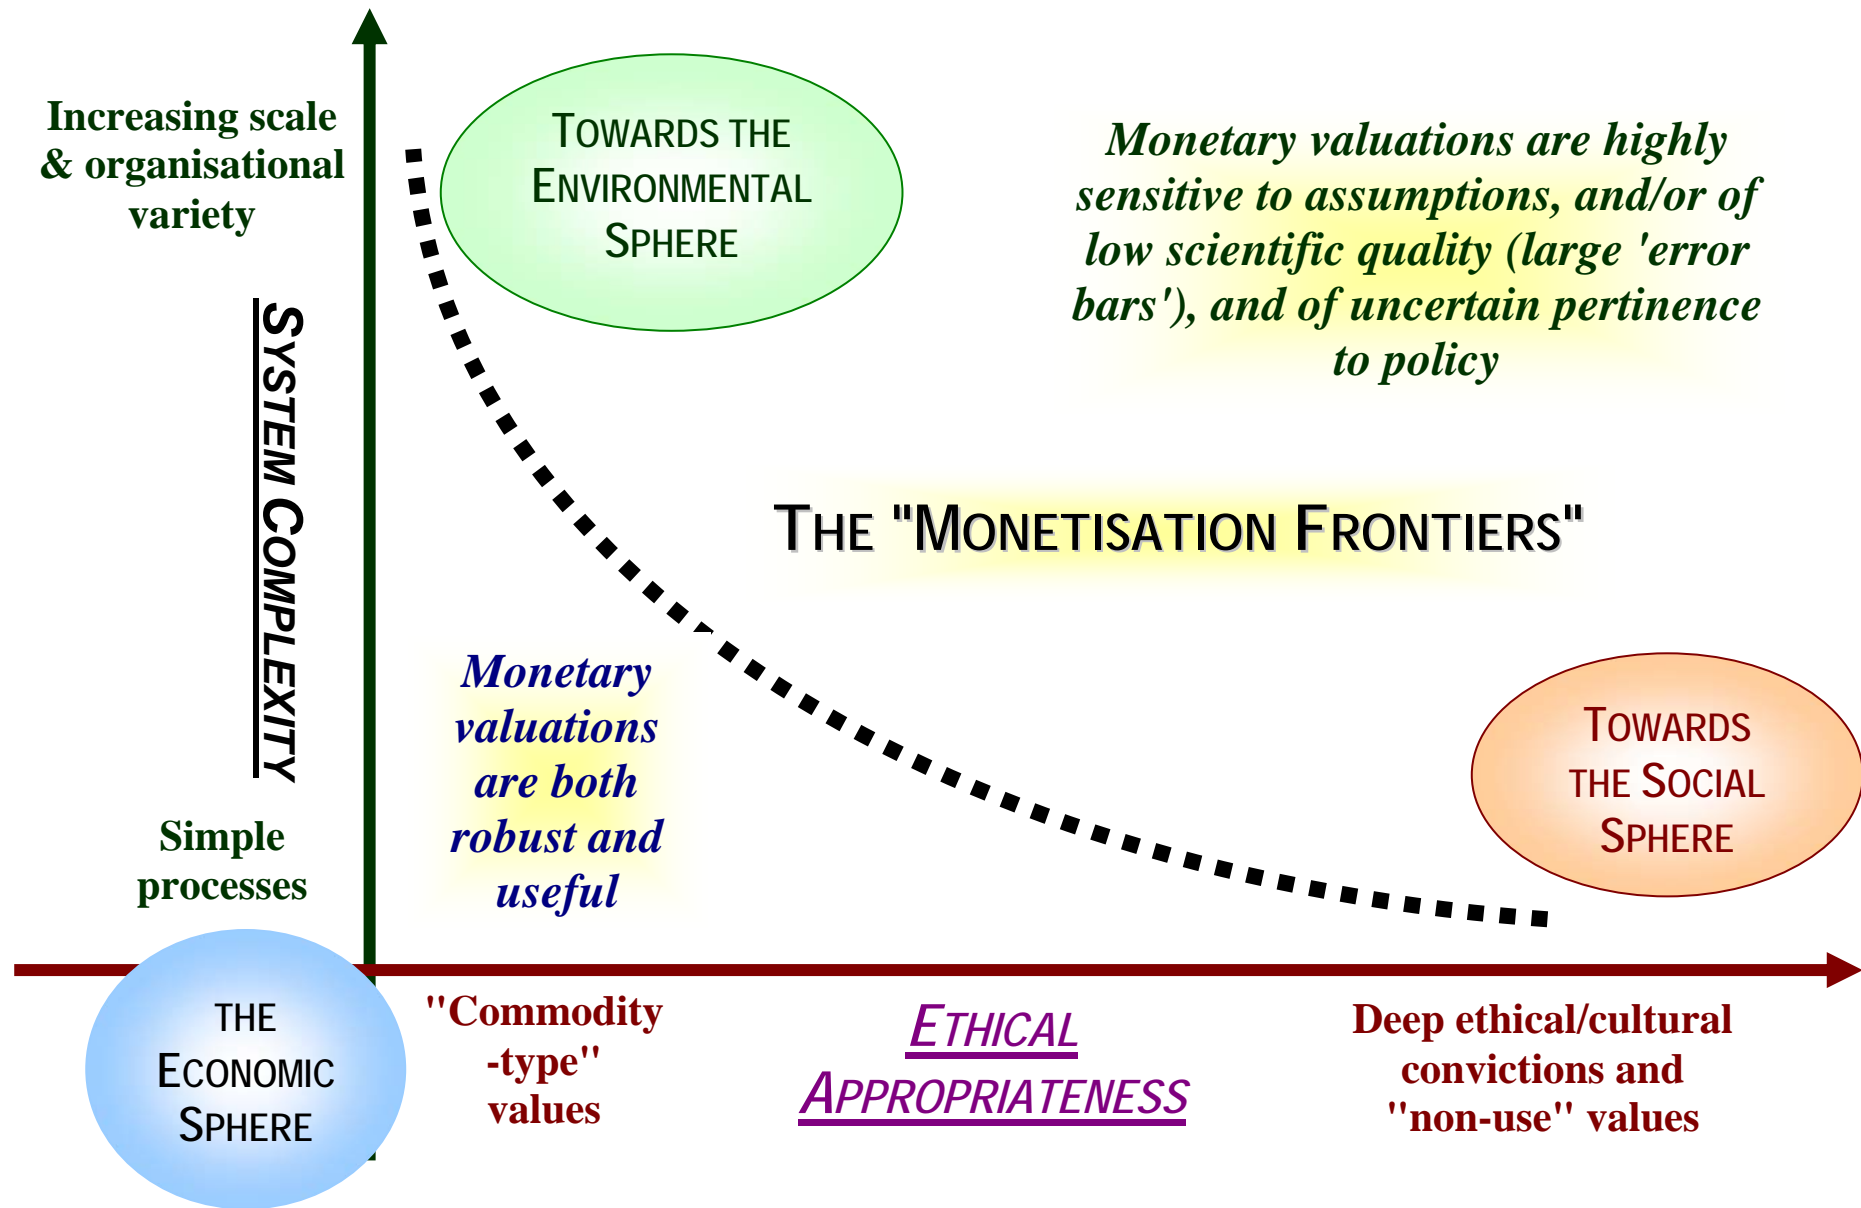 Increasing scale
& organisational
variety
TOWARDS THE
ENVIRONMENTAL
SPHERE
Monetary valuations are highly
sensitive to assumptions, and/or of
low scientific quality (large 'error
bars'), and of uncertain pertinence
to policy
SYSTEM COMPLEXITY
THE "MONETISATION FRONTIERS"
Monetary
valuations
are both
robust and
useful
TOWARDS
THE SOCIAL
SPHERE
Simple
processes
THE
ECONOMIC
SPHERE
"Commodity
-type"
values
ETHICAL
APPROPRIATENESS
Deep ethical/cultural
convictions and
"non-use" values